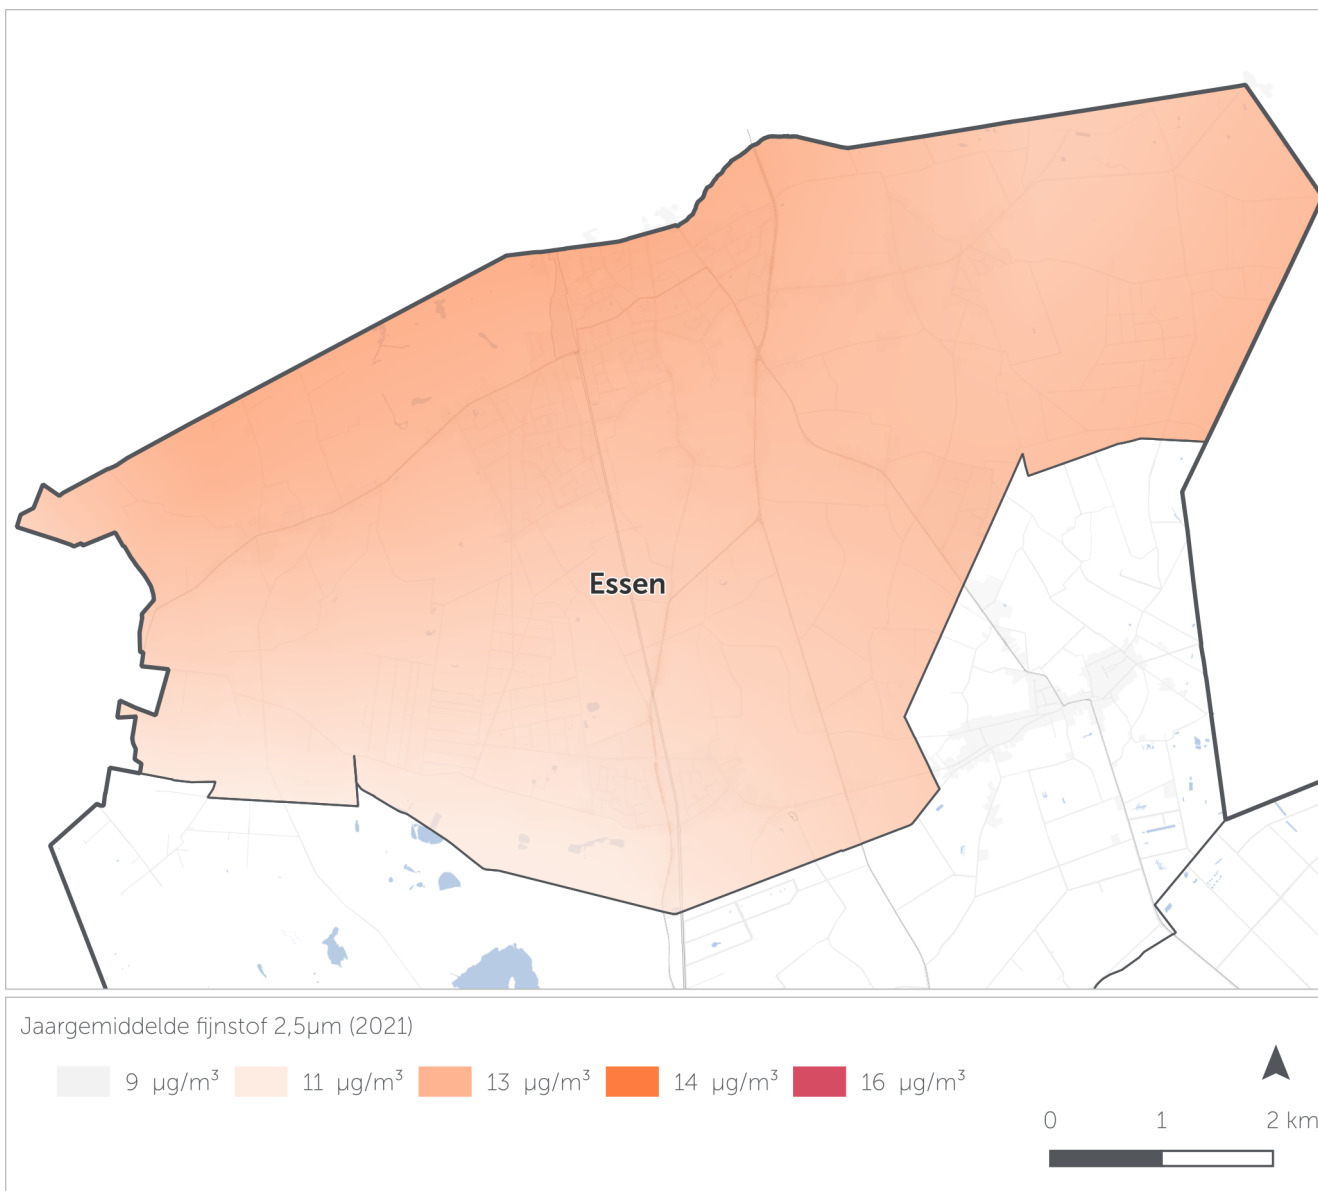 Essen
Jaargemiddelde fijnstof 2,5µm (2021)
9 µg/m³ 11 µg/m³ 13 µg/m³ 14 µg/m³ 16 µg/m³
0 1 2 km